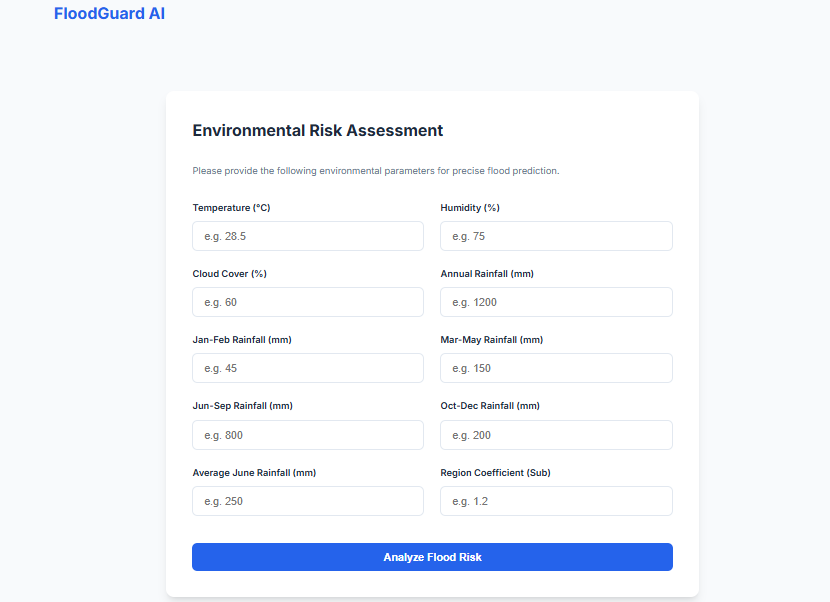 FloodGuard AI
Environmental Risk Assessment
Please provide the following environmental parameters for precise flood prediction.
Temperature (°C)
Humidity (%)
e.g. 28.5
e.g. 75
Cloud Cover (%)
Annual Rainfall (mm)
e.g. 60
e.g. 1200
Jan-Feb Rainfall (mm)
Mar-May Rainfall (mm)
e.g. 45
e.g. 150
Jun-Sep Rainfall (mm)
Oct-Dec Rainfall (mm)
e.g. 800
e.g. 200
Average June Rainfall (mm)
Region Coefficient (Sub)
e.g. 250
e.g. 1.2
Analyze Flood Risk